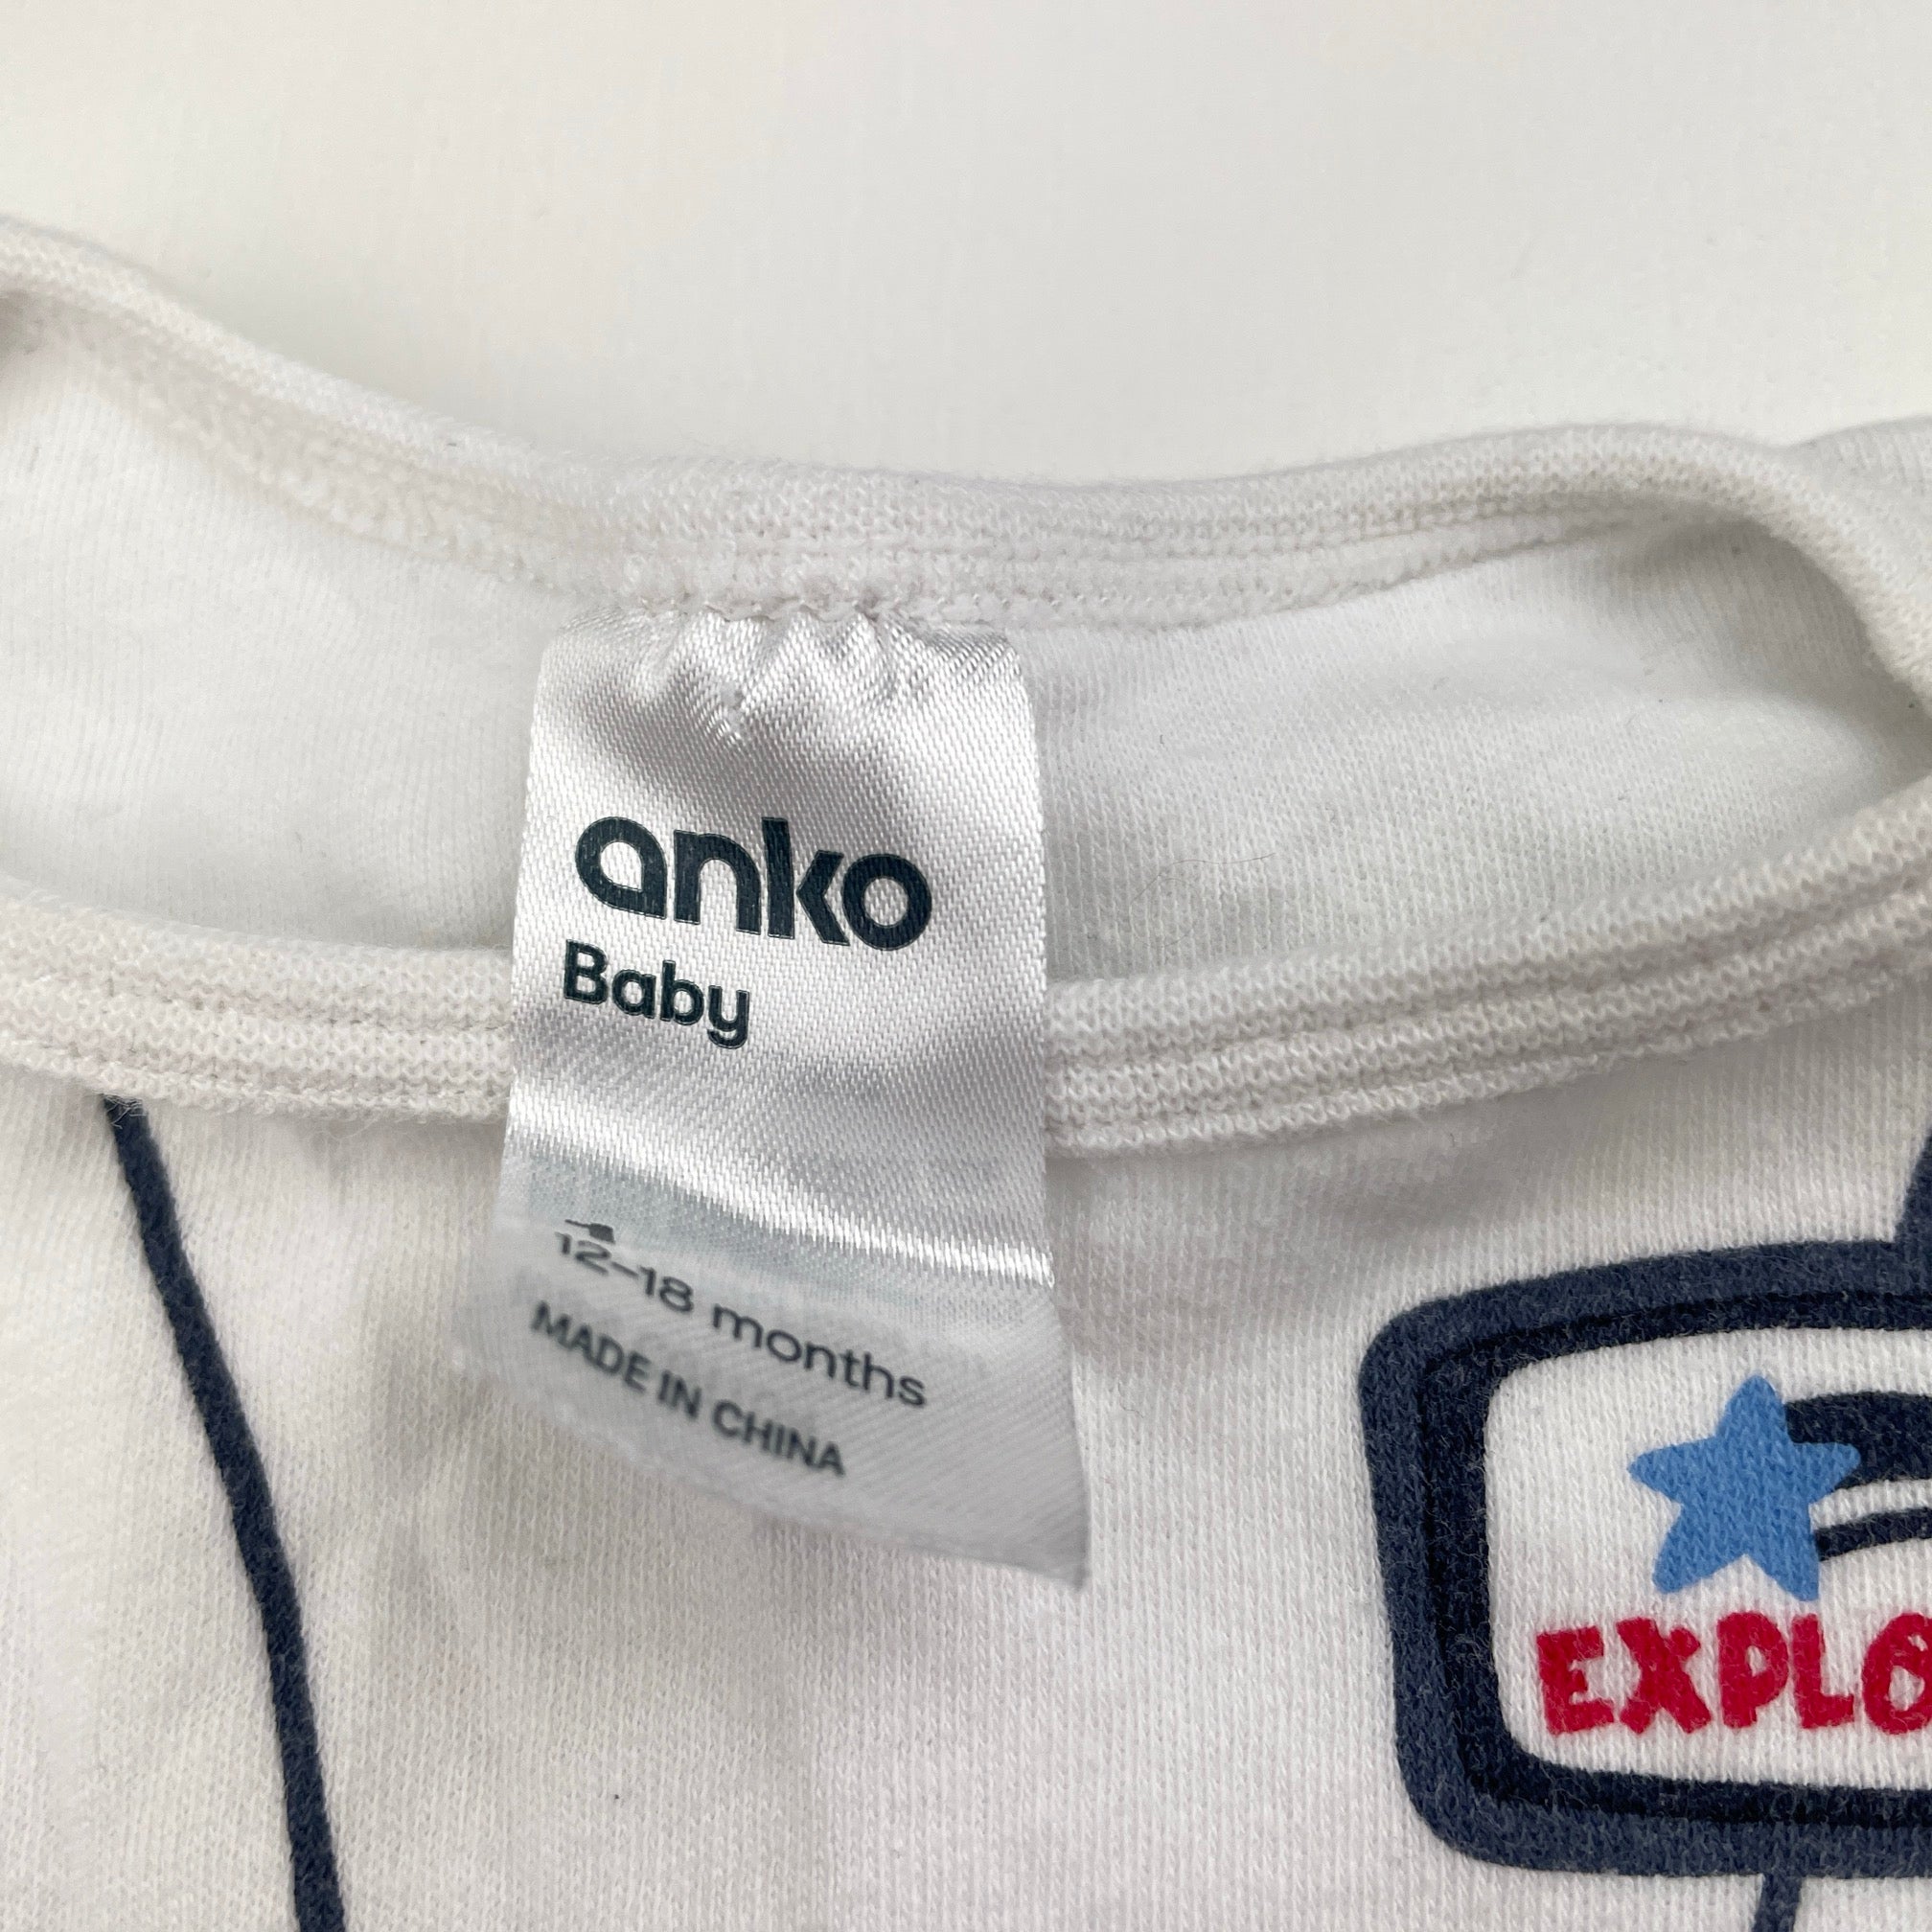 anko
Baby
12-18 months
MADE IN CHINA
EXPLO